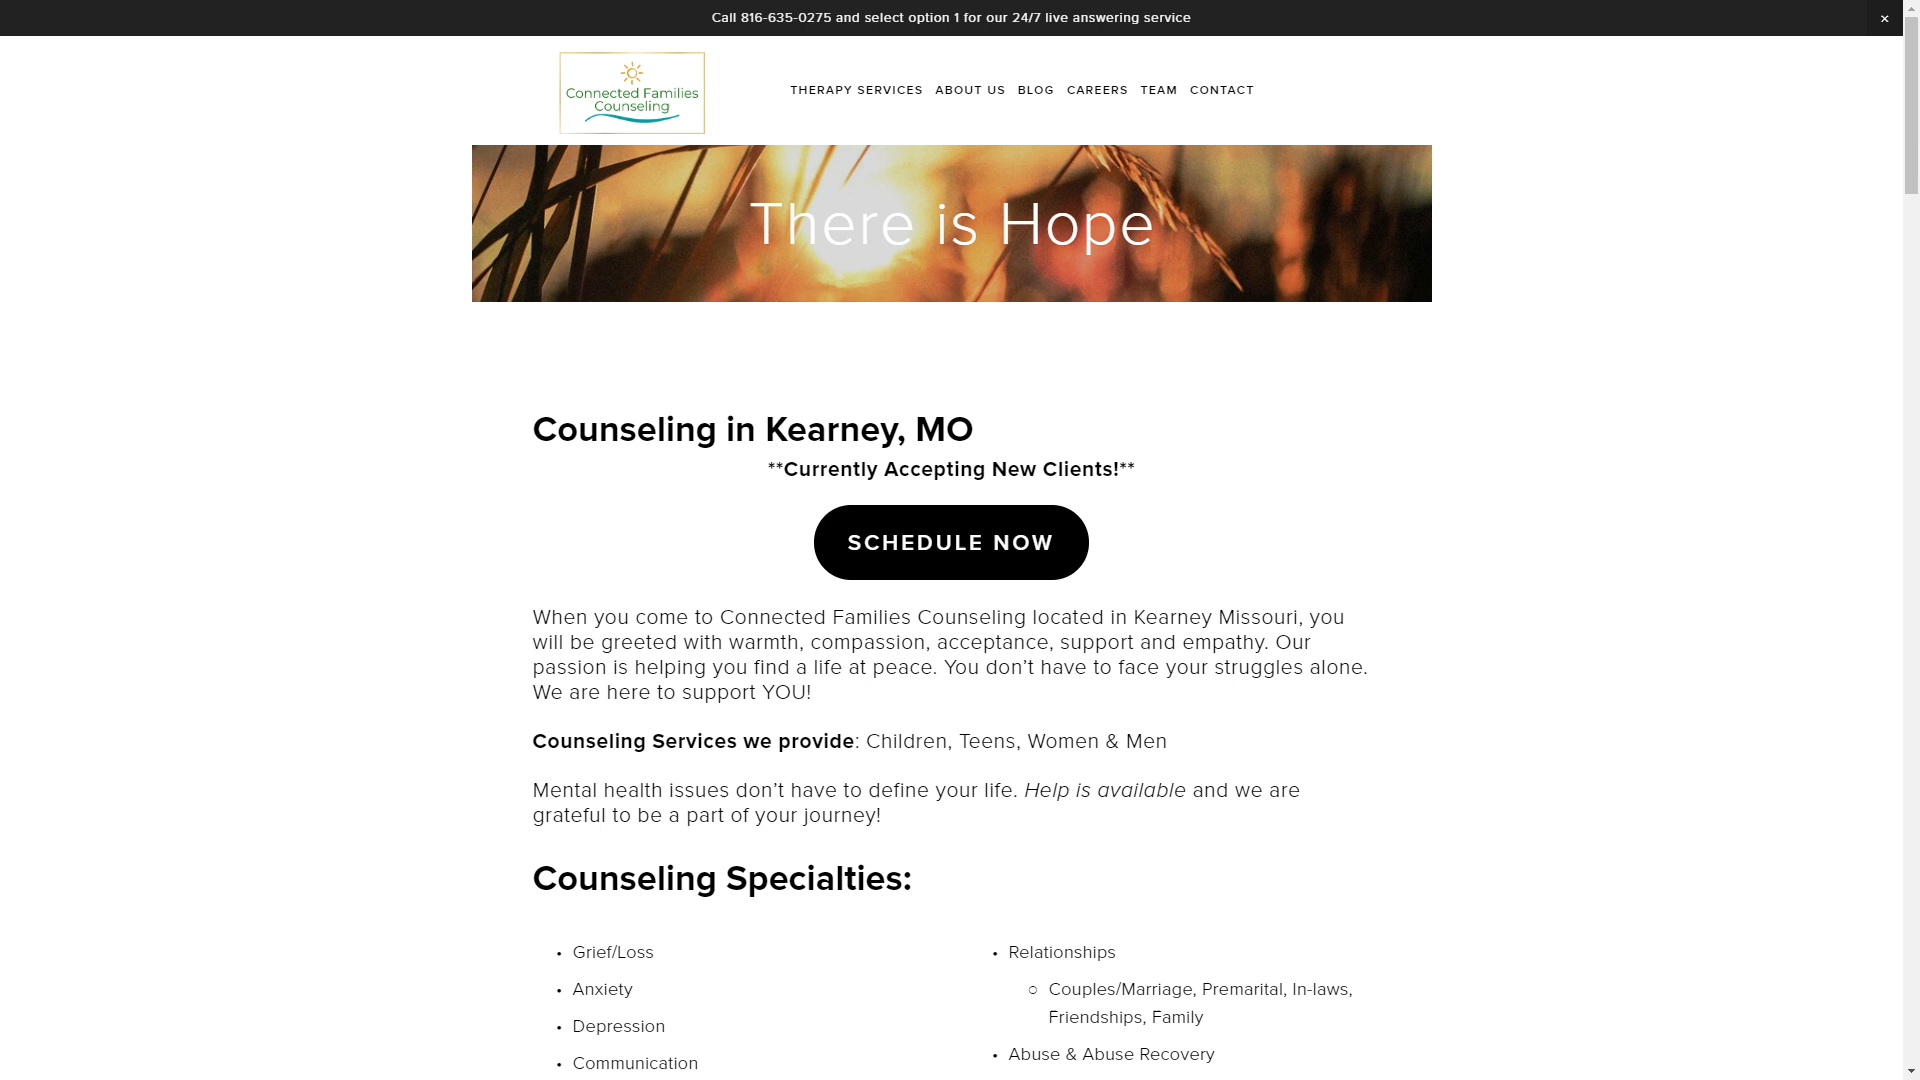 Call 816-635-0275 and select option 1 for our 24/7 live answering service
×
Connected Families
Counseling
THERAPY SERVICES ABOUT US BLOG CAREERS TEAM CONTACT
There is Hope
Counseling in Kearney, MO
**Currently Accepting New Clients!**
SCHEDULE NOW
When you come to Connected Families Counseling located in Kearney Missouri, you
will be greeted with warmth, compassion, acceptance, support and empathy. Our
passion is helping you find a life at peace. You don’t have to face your struggles alone.
We are here to support YOU!
Counseling Services we provide: Children, Teens, Women & Men
Mental health issues don’t have to define your life. Help is available and we are
grateful to be a part of your journey!
Counseling Specialties:
• Grief/Loss
• Anxiety
• Depression
• Communication
• Relationships
○ Couples/Marriage, Premarital, In-laws,
Friendships, Family
• Abuse & Abuse Recovery